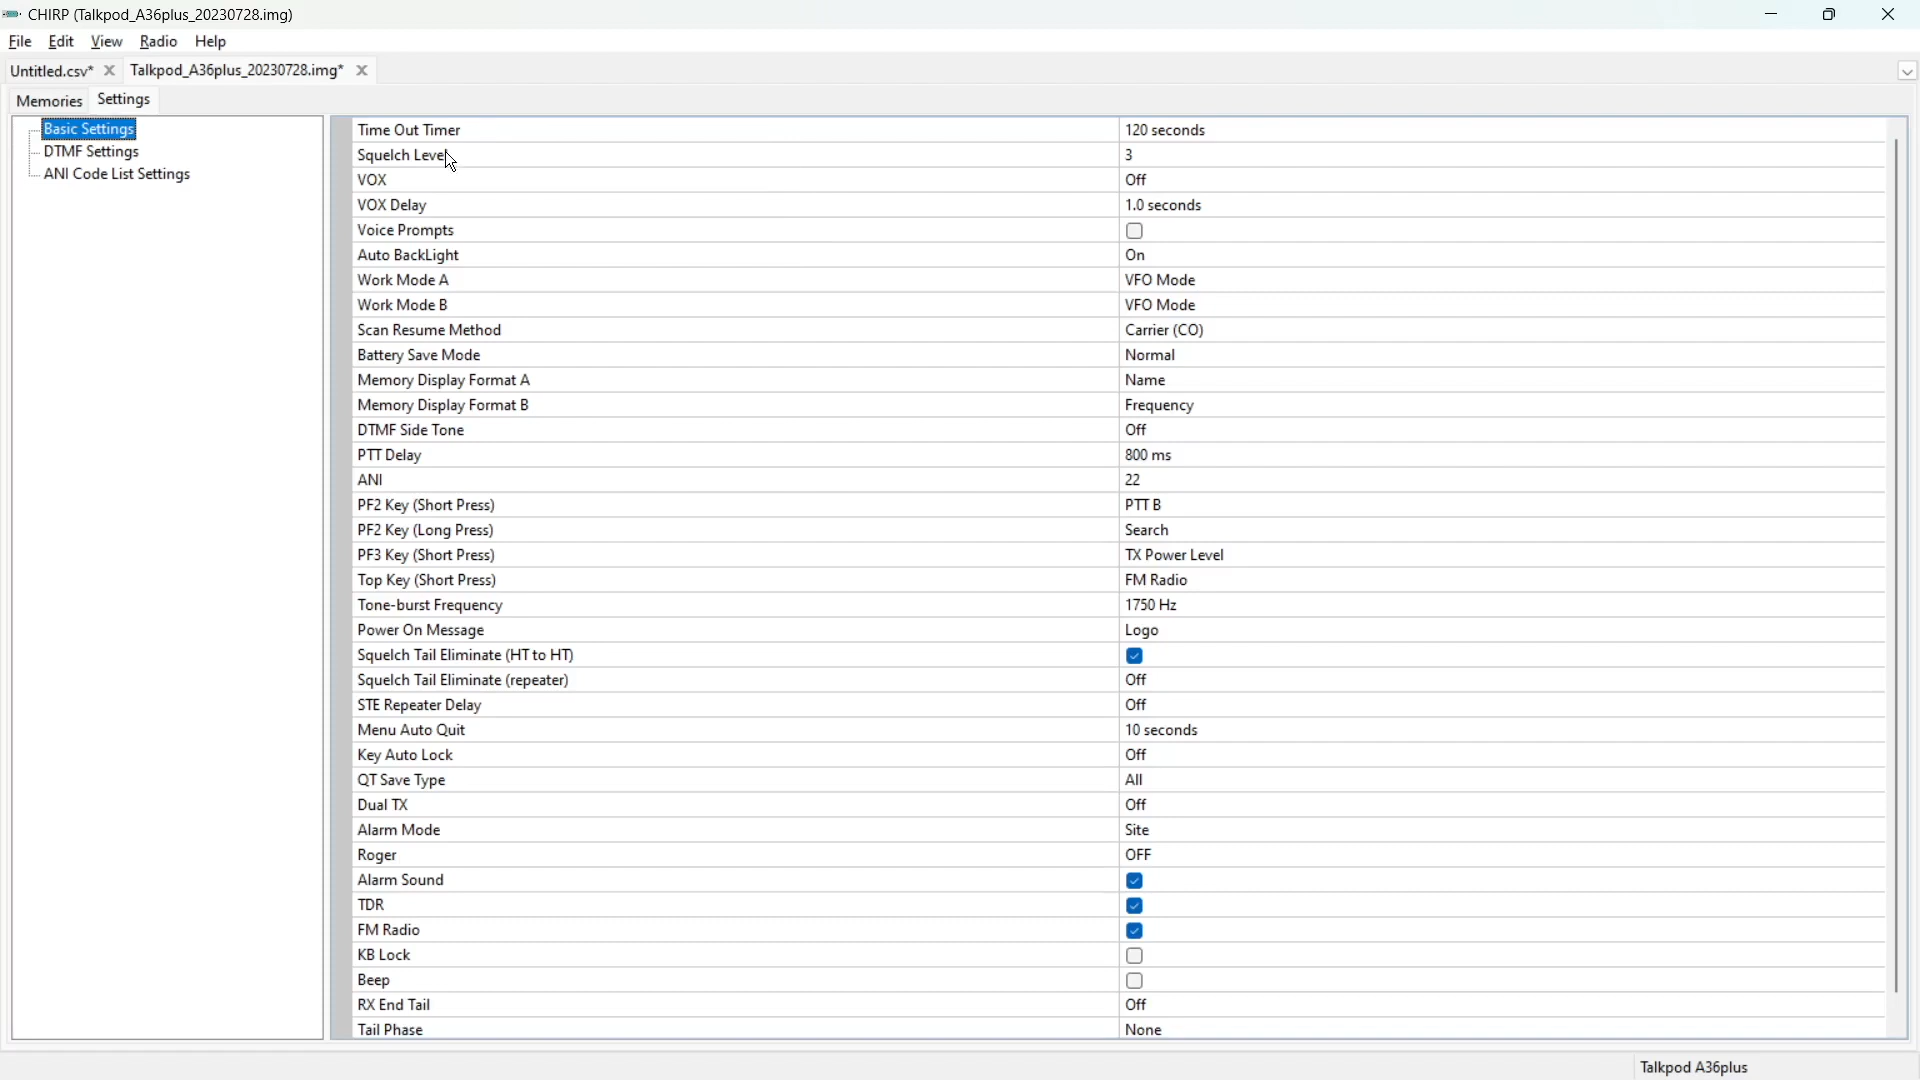 CHIRP (Talkpod_A36plus_20230728.img)
File Edit View Radio Help
Untitled.csv* Talkpod_A36plus_20230728.img*
Memories Settings
Basic Settings
DTMF Settings
ANI Code List Settings
Time Out Timer 120 seconds
Squelch Level 3
VOX Off
VOX Delay 1.0 seconds
Voice Prompts
Auto BackLight On
Work Mode A VFO Mode
Work Mode B VFO Mode
Scan Resume Method Carrier (CO)
Battery Save Mode Normal
Memory Display Format A Name
Memory Display Format B Frequency
DTMF Side Tone Off
PTT Delay 800 ms
ANI 22
PF2 Key (Short Press) PTT B
PF2 Key (Long Press) Search
PF3 Key (Short Press) TX Power Level
Top Key (Short Press) FM Radio
Tone-burst Frequency 1750 Hz
Power On Message Logo
Squelch Tail Eliminate (HT to HT)
Squelch Tail Eliminate (repeater) Off
STE Repeater Delay Off
Menu Auto Quit 10 seconds
Key Auto Lock Off
QT Save Type All
Dual TX Off
Alarm Mode Site
Roger OFF
Alarm Sound
TDR
FM Radio
KB Lock
Beep
RX End Tail Off
Tail Phase None
Talkpod A36plus